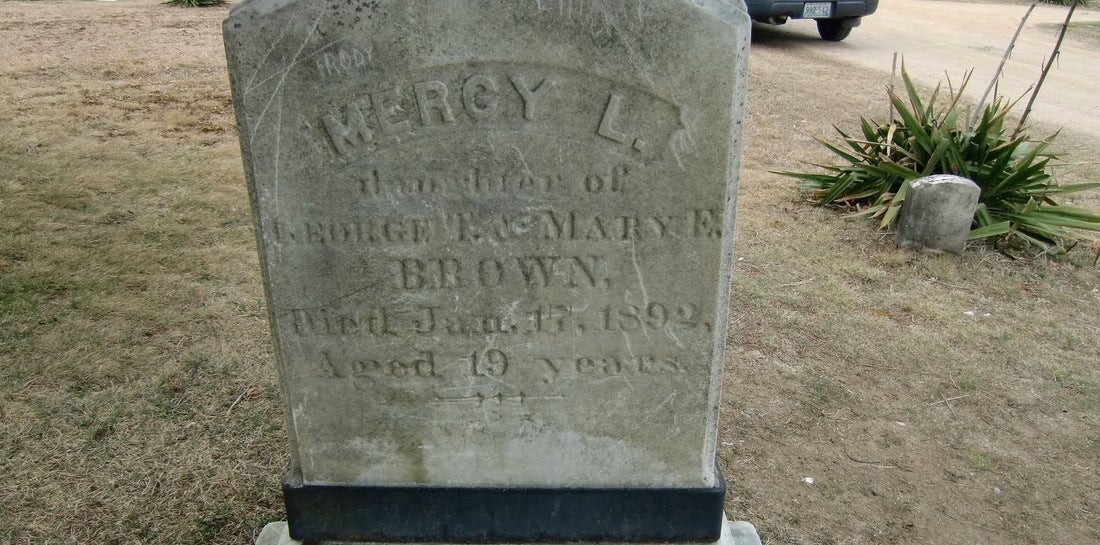 MERCY L.
daughter of
GEORGE T. & MARY E.
BROWN,
Died Jan. 17, 1892,
Aged 19 years.